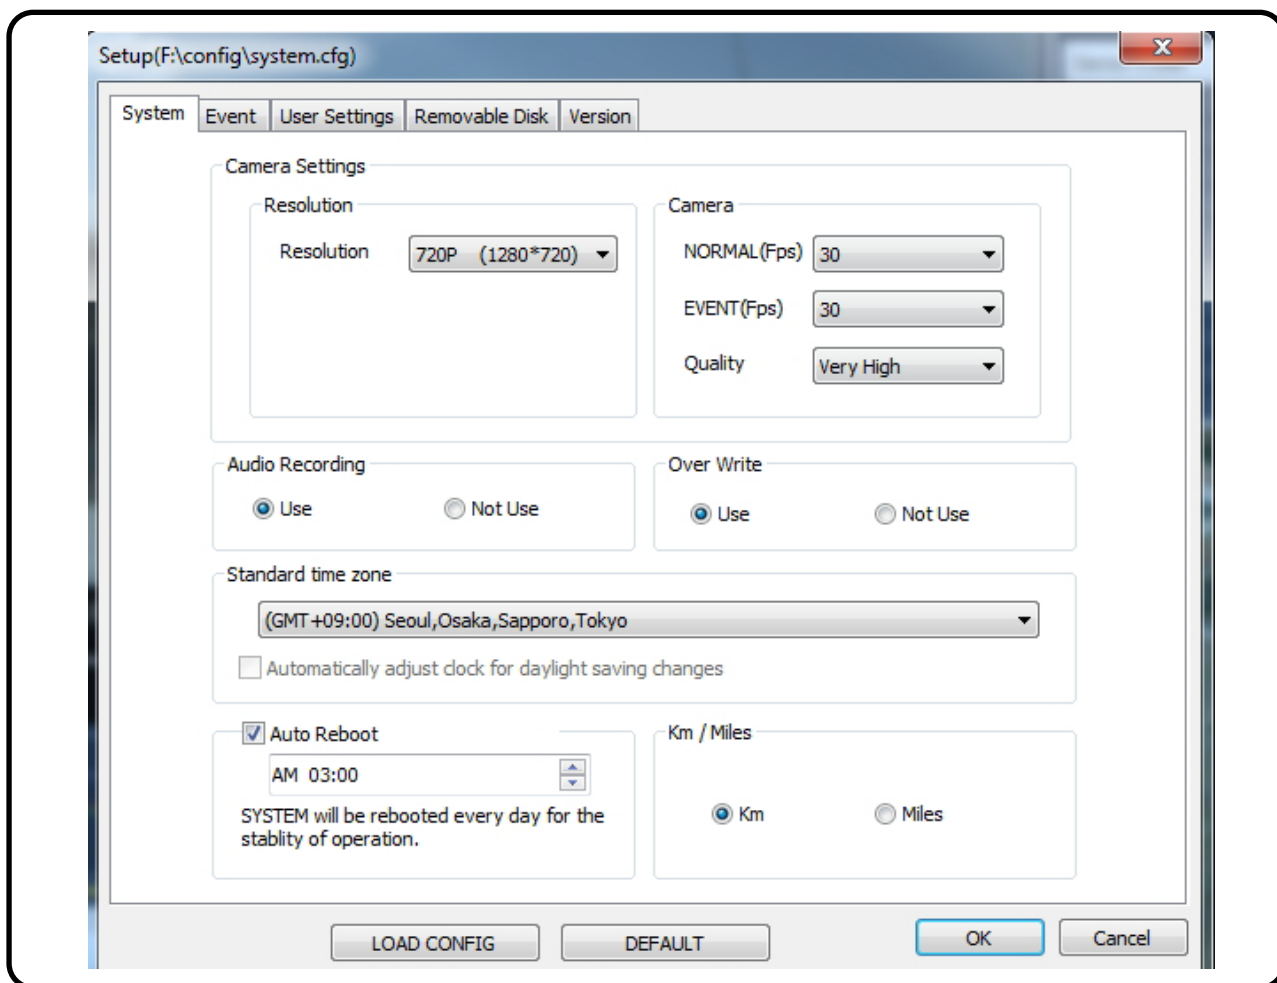 Setup(F:\config\system.cfg)
System Event User Settings Removable Disk Version
Camera Settings
Resolution
Resolution 720P (1280*720)
Camera
NORMAL(Fps) 30
EVENT(Fps) 30
Quality Very High
Audio Recording
Use Not Use
Over Write
Use Not Use
Standard time zone
(GMT+09:00) Seoul,Osaka,Sapporo,Tokyo
Automatically adjust clock for daylight saving changes
Auto Reboot
AM 03:00
SYSTEM will be rebooted every day for the
stablity of operation.
Km / Miles
Km Miles
LOAD CONFIG DEFAULT OK Cancel